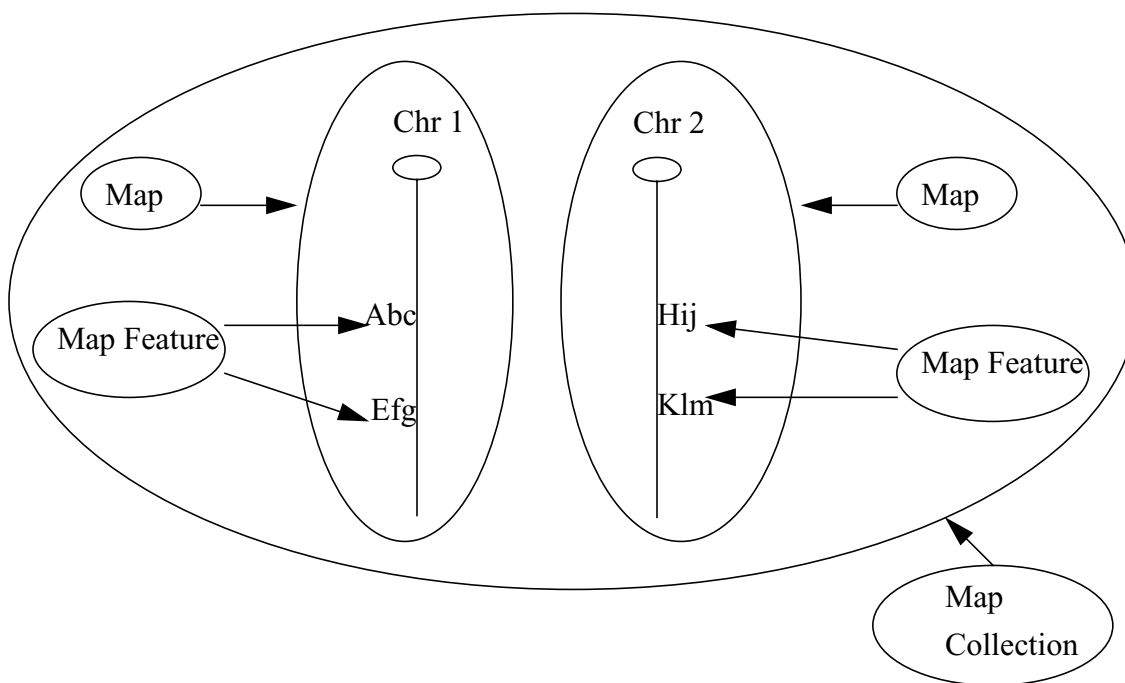 Chr 1
Chr 2
Map
Map
Abc
Hij
Map Feature
Map Feature
Efg
Klm
Map
Collection